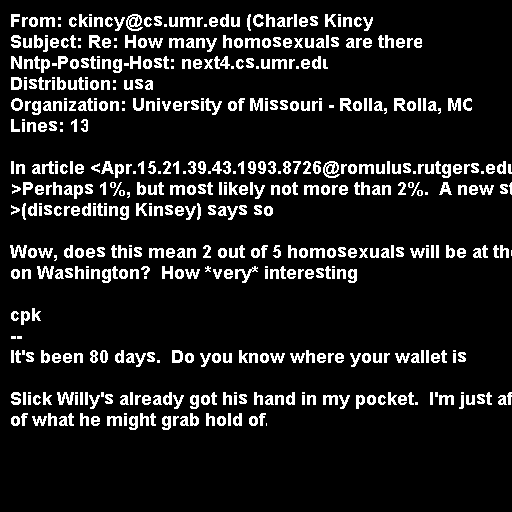 From: ckincy@cs.umr.edu (Charles Kincy
Subject: Re: How many homosexuals are there
Nntp-Posting-Host: next4.cs.umr.edu
Distribution: usa
Organization: University of Missouri - Rolla, Rolla, MO
Lines: 13

In article <Apr.15.21.39.43.1993.8726@romulus.rutgers.edu
>Perhaps 1%, but most likely not more than 2%.  A new
>(discrediting Kinsey) says so

Wow, does this mean 2 out of 5 homosexuals will be at
on Washington?  How *very* interesting

cpk
--
It's been 80 days.  Do you know where your wallet is

Slick Willy's already got his hand in my pocket.  I'm just
of what he might grab hold of.